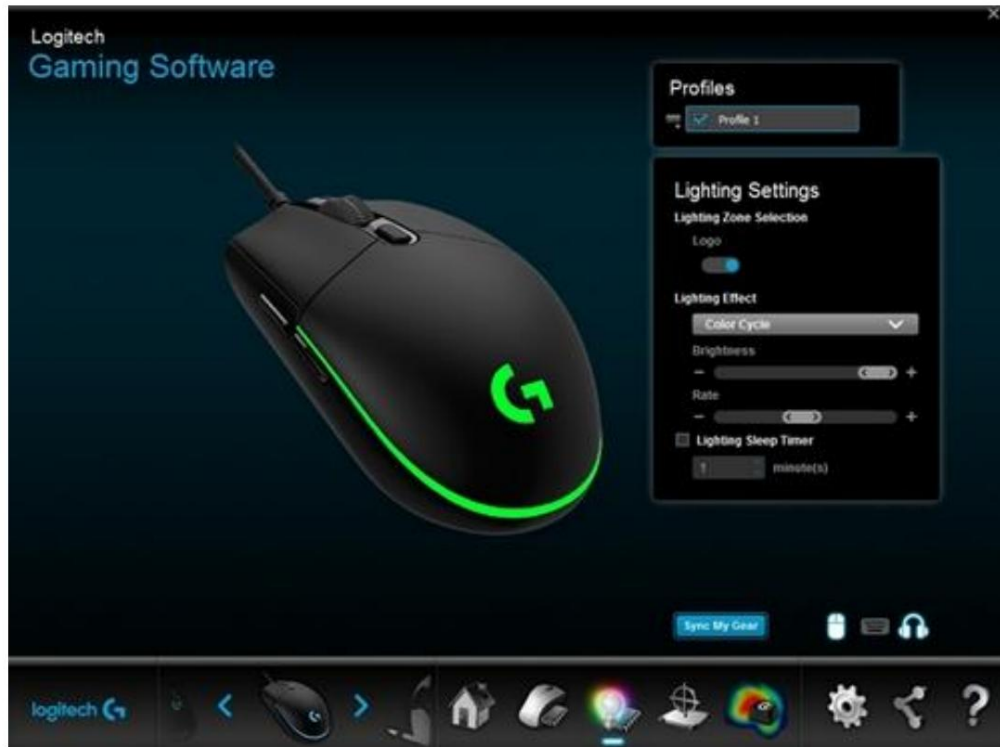 Logitech
Gaming Software
Profiles
Profile 1
Lighting Settings
Lighting Zone Selection
Logo
Lighting Effect
Color Cycle
Brightness
Rate
Lighting Sleep Timer
1 minute(s)
Sync My Gear
logitech G
?